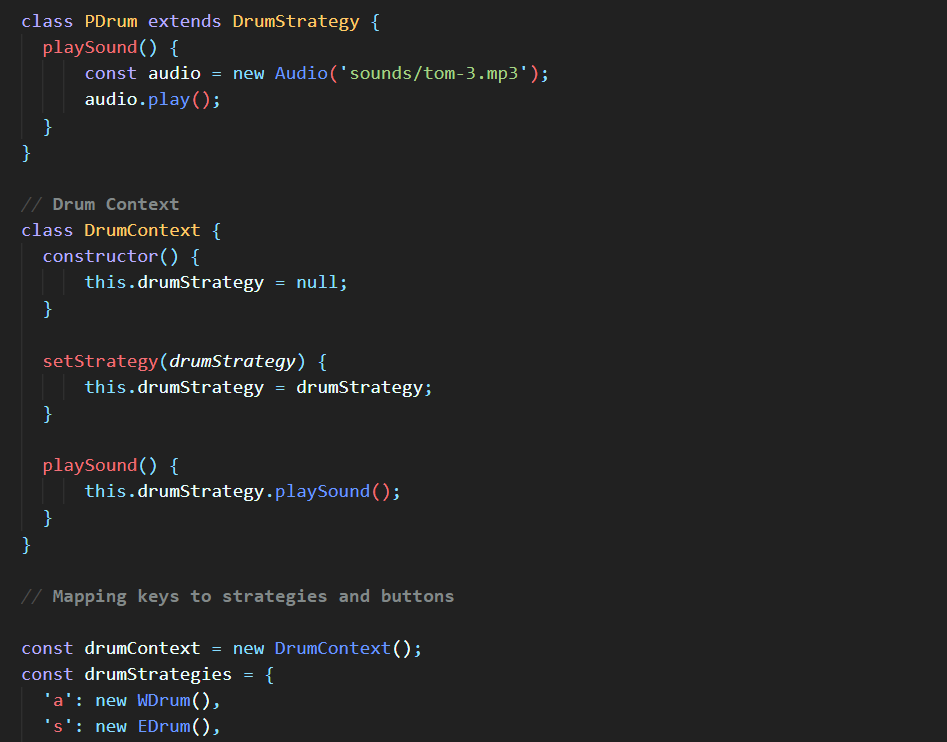 class PDrum extends DrumStrategy {
  playSound() {
      const audio = new Audio('sounds/tom-3.mp3');
      audio.play();
  }
}

// Drum Context
class DrumContext {
  constructor() {
      this.drumStrategy = null;
  }

  setStrategy(drumStrategy) {
      this.drumStrategy = drumStrategy;
  }

  playSound() {
      this.drumStrategy.playSound();
  }
}

// Mapping keys to strategies and buttons

const drumContext = new DrumContext();
const drumStrategies = {
  'a': new WDrum(),
  's': new EDrum(),